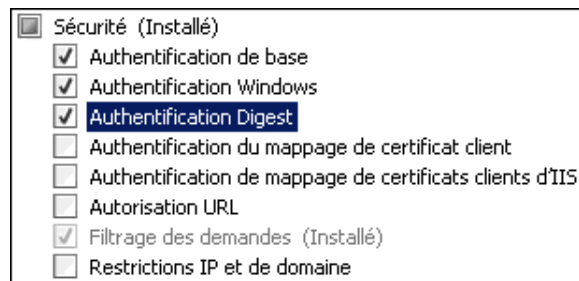 Sécurité (Installé)
Authentification de base
Authentification Windows
Authentification Digest
Authentification du mappage de certificat client
Authentification de mappage de certificats clients d'IIS
Autorisation URL
Filtrage des demandes (Installé)
Restrictions IP et de domaine